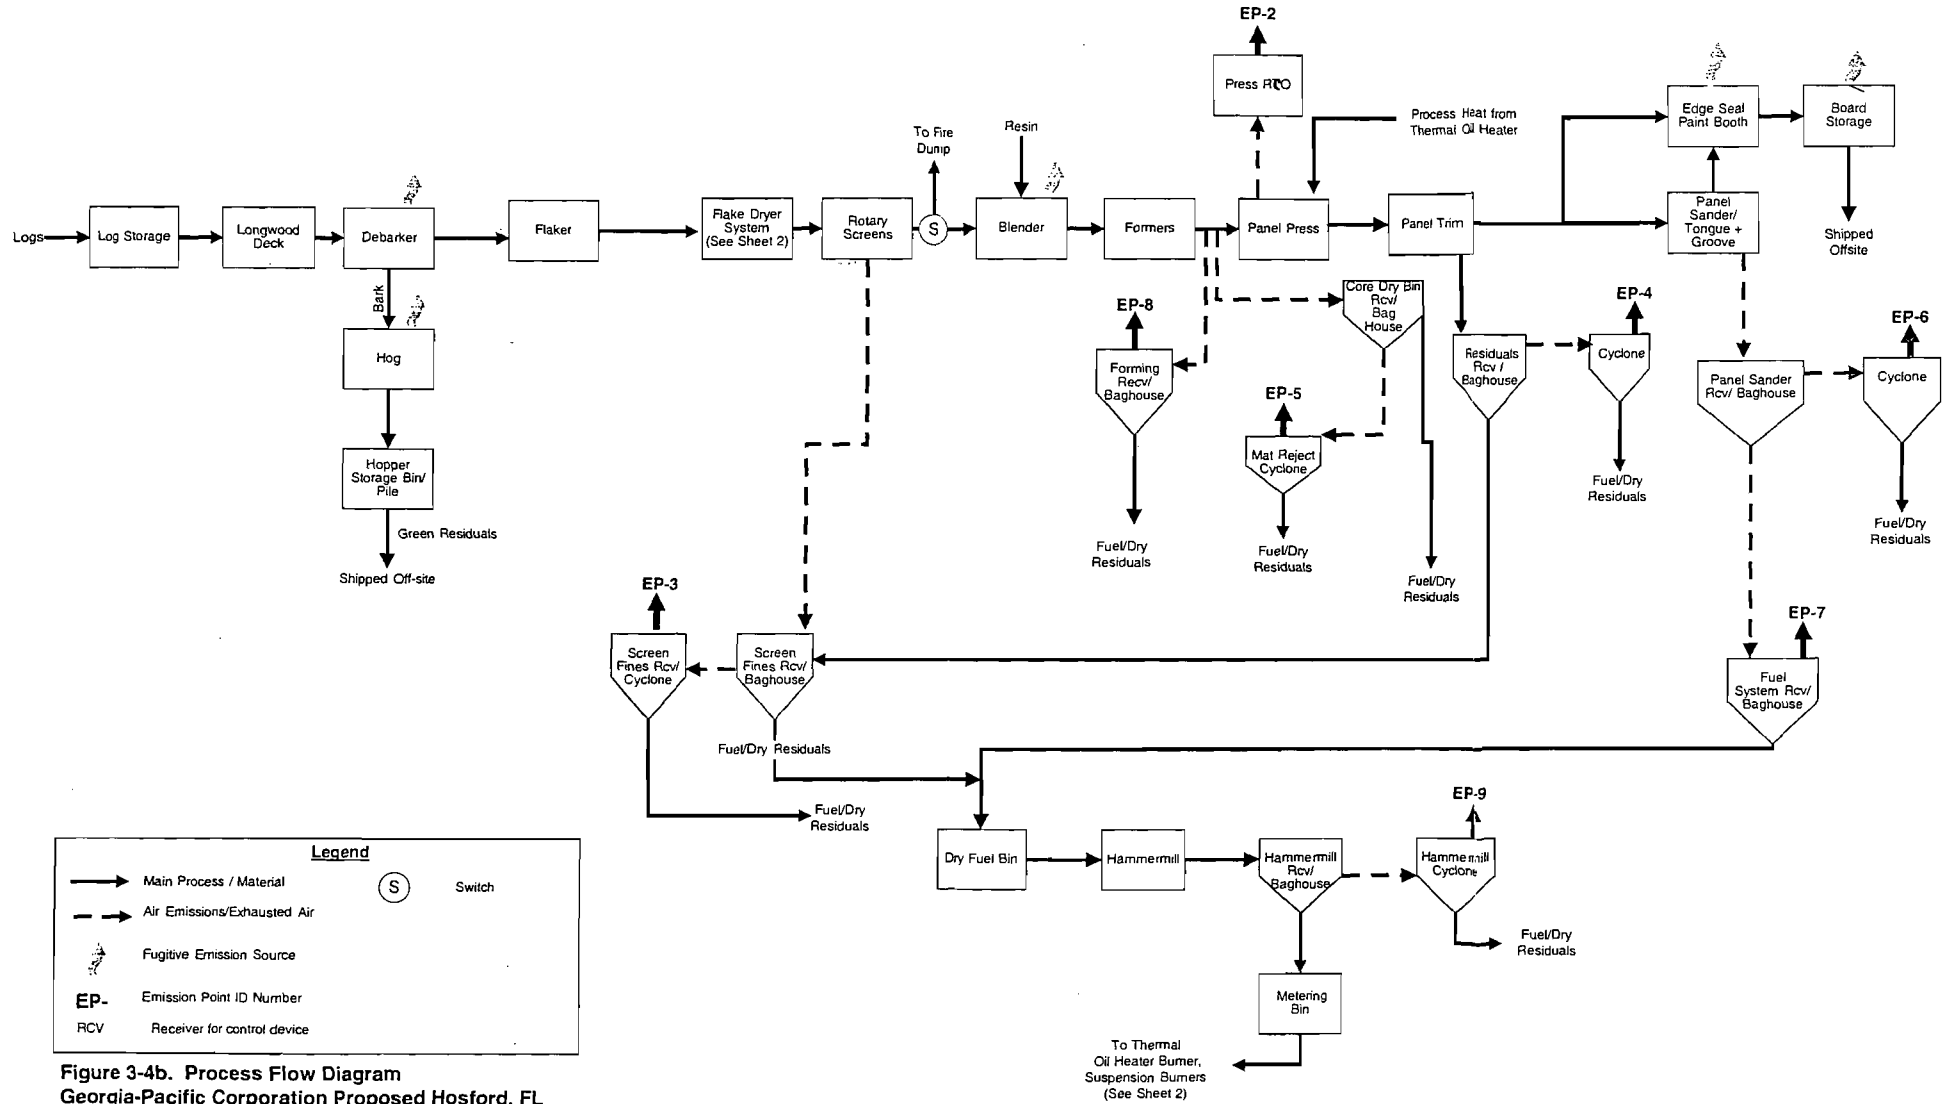 EP-2
Press RTO
Process Heat from
Thermal Oil Heater
Edge Seal
Paint Booth
Board
Storage
To Fire
Dump
Resin
Logs
Log Storage
Longwood
Deck
Debarker
Flaker
Flake Dryer
System
(See Sheet 2)
Rotary
Screens
S
Blender
Formers
Panel Press
Panel Trim
Panel
Sander/
Tongue +
Groove
Shipped
Offsite
Bark
Hog
Hopper
Storage Bin/
Pile
Green Residuals
Shipped Off-site
EP-8
Forming
Recv/
Baghouse
Fuel/Dry
Residuals
Core Dry Bin
Rcv/
Bag
House
EP-5
Mat Reject
Cyclone
Fuel/Dry
Residuals
Fuel/Dry
Residuals
Residuals
Rcv /
Baghouse
EP-4
Cyclone
Fuel/Dry
Residuals
Panel Sander
Rcv/ Baghouse
EP-6
Cyclone
Fuel/Dry
Residuals
EP-3
Screen
Fines Rcv/
Cyclone
Screen
Fines Rcv/
Baghouse
Fuel/Dry Residuals
Fuel/Dry
Residuals
EP-7
Fuel
System Rcv/
Baghouse
Dry Fuel Bin
Hammermill
Hammermill
Rcv/
Baghouse
EP-9
Hammermill
Cyclone
Fuel/Dry
Residuals
Metering
Bin
To Thermal
Oil Heater Burner,
Suspension Burners
(See Sheet 2)
Legend
Main Process / Material
S
Switch
Air Emissions/Exhausted Air
Fugitive Emission Source
EP-
Emission Point ID Number
RCV
Receiver for control device
Figure 3-4b. Process Flow Diagram
Georgia-Pacific Corporation Proposed Hosford, FL